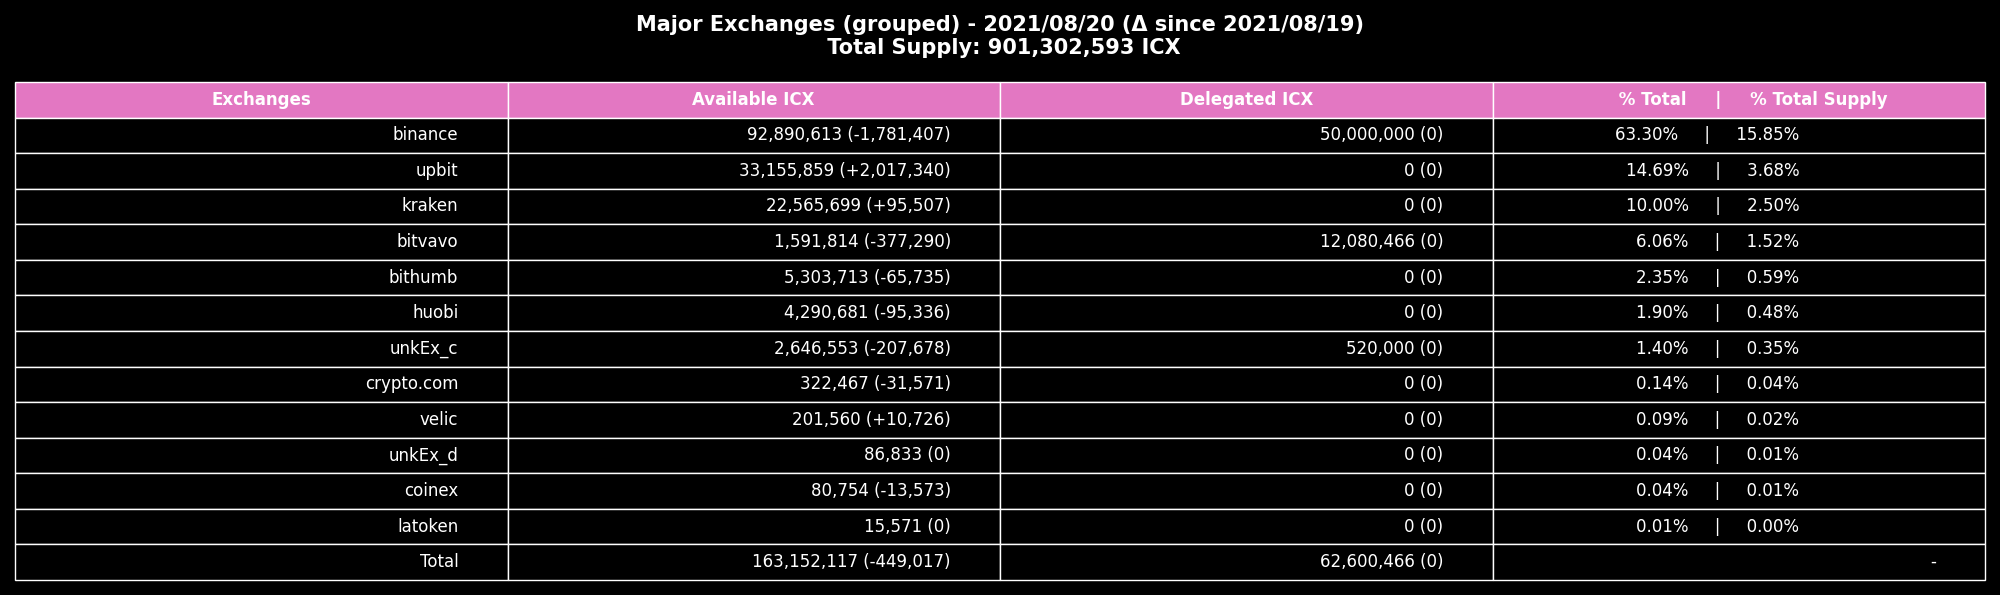 Major Exchanges (grouped) - 2021/08/20 (Δ since 2021/08/19)
Total Supply: 901,302,593 ICX
Exchanges Available ICX Delegated ICX % Total | % Total Supply
binance 92,890,613 (-1,781,407) 50,000,000 (0) 63.30% | 15.85%
upbit 33,155,859 (+2,017,340) 0 (0) 14.69% | 3.68%
kraken 22,565,699 (+95,507) 0 (0) 10.00% | 2.50%
bitvavo 1,591,814 (-377,290) 12,080,466 (0) 6.06% | 1.52%
bithumb 5,303,713 (-65,735) 0 (0) 2.35% | 0.59%
huobi 4,290,681 (-95,336) 0 (0) 1.90% | 0.48%
unkEx_c 2,646,553 (-207,678) 520,000 (0) 1.40% | 0.35%
crypto.com 322,467 (-31,571) 0 (0) 0.14% | 0.04%
velic 201,560 (+10,726) 0 (0) 0.09% | 0.02%
unkEx_d 86,833 (0) 0 (0) 0.04% | 0.01%
coinex 80,754 (-13,573) 0 (0) 0.04% | 0.01%
latoken 15,571 (0) 0 (0) 0.01% | 0.00%
Total 163,152,117 (-449,017) 62,600,466 (0) -